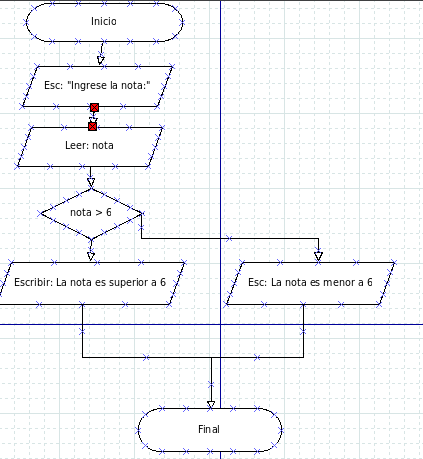 Inicio
Esc: "Ingrese la nota:"
Leer: nota
nota > 6
Escribir: La nota es superior a 6
Esc: La nota es menor a 6
Final